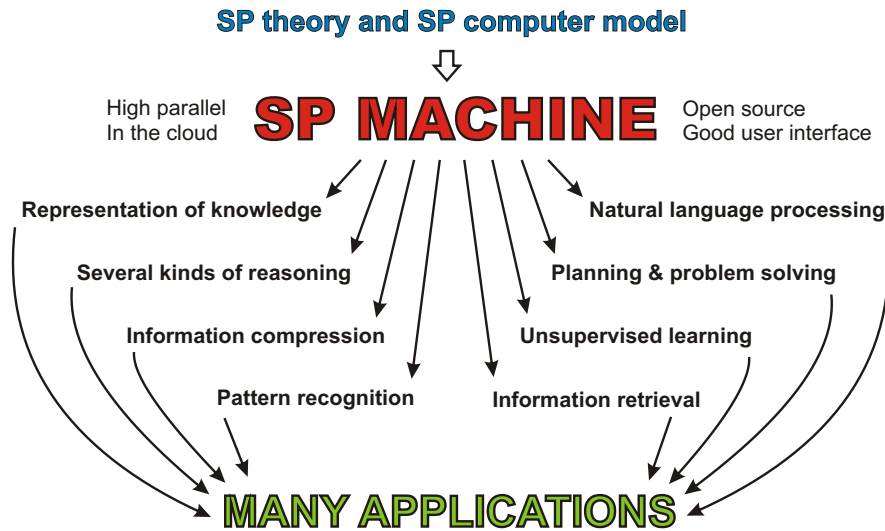 SP theory and SP computer model
High parallel
In the cloud
SP MACHINE
Open source
Good user interface
Representation of knowledge
Natural language processing
Several kinds of reasoning
Planning & problem solving
Information compression
Unsupervised learning
Pattern recognition
Information retrieval
MANY APPLICATIONS